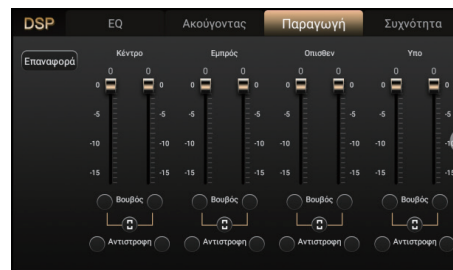 DSP EQ Ακούγοντας Παραγωγή Συχνότητα
Επαναφορά Κέντρο Εμπρός Οπισθεν Υπο
0 0 0 0 0 0 0 0
0 0 0 0 0 0 0 0
-5 -5 -5 -5 -5 -5 -5 -5
-10 -10 -10 -10 -10 -10 -10
-15 -15 -15 -15 -15 -15 -15 -15
Βουβός Βουβός Βουβός Βουβός
Αντιστροφη Αντιστροφη Αντιστροφη Αντιστροφη